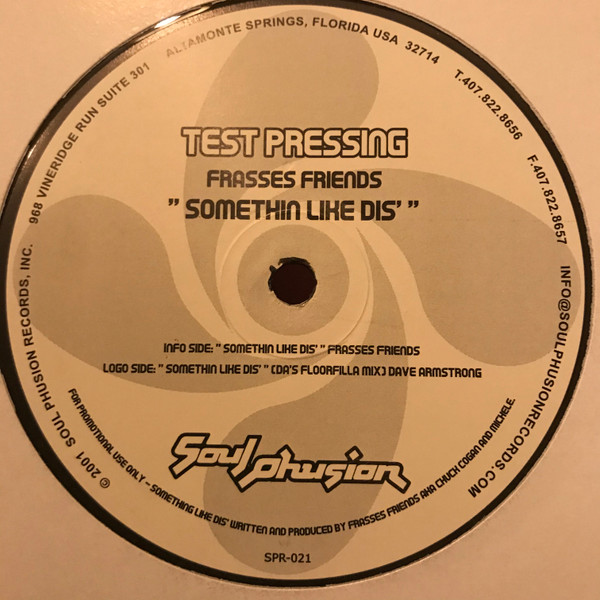 © 2001 SOUL PHUSION RECORDS, INC. 968 VINERIDGE RUN SUITE 301 ALTAMONTE SPRINGS, FLORIDA USA 32714 T.407.822.8656 F.407.822.8657 INFO@SOULPHUSIONRECORDS.COM
TEST PRESSING
FRASSES FRIENDS
" SOMETHIN LIKE DIS' "
INFO SIDE: " SOMETHIN LIKE DIS' " FRASSES FRIENDS
LOGO SIDE: " SOMETHIN LIKE DIS' " (DA'S FLOORFILLA MIX) DAVE ARMSTRONG
Soul Phusion
FOR PROMOTIONAL USE ONLY - SOMETHING LIKE DIS' WRITTEN AND PRODUCED BY FRASSES FRIENDS AKA CHUCK COGAN AND MICHELE.
SPR-021